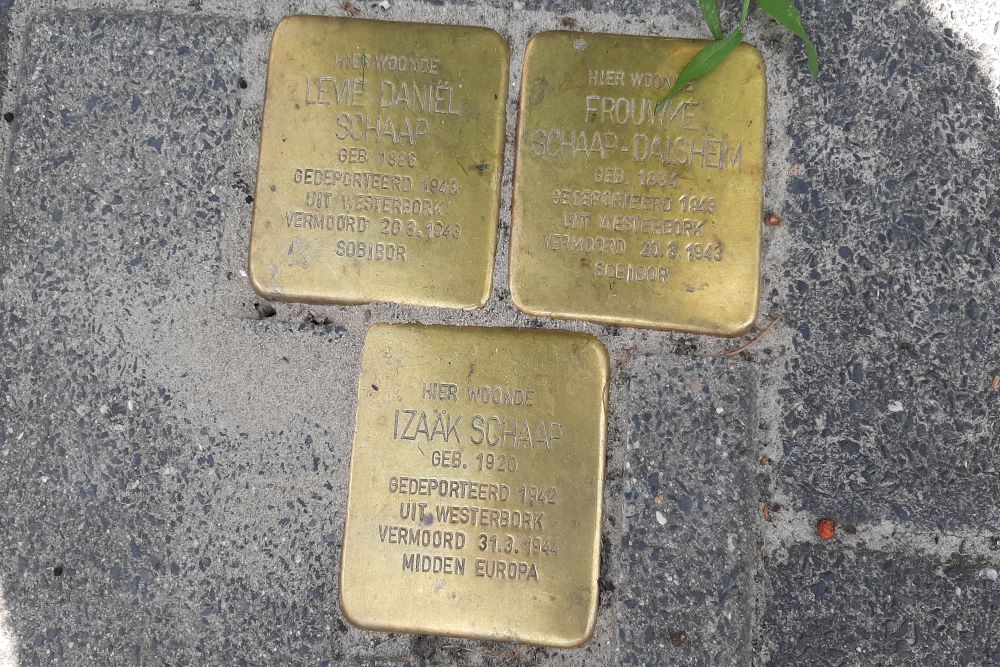 HIER WOONDE
LEVIE DANIËL
SCHAAP
GEB. 1886
GEDEPORTEERD 1943
UIT WESTERBORK
VERMOORD 20.3.1943
SOBIBOR
HIER WOONDE
FROUWKE
SCHAAP-DALSHEIM
GEB. 1884
GEDEPORTEERD 1943
UIT WESTERBORK
VERMOORD 20.3.1943
SOBIBOR
HIER WOONDE
IZAÄK SCHAAP
GEB. 1920
GEDEPORTEERD 1942
UIT WESTERBORK
VERMOORD 31.3.1944
MIDDEN EUROPA